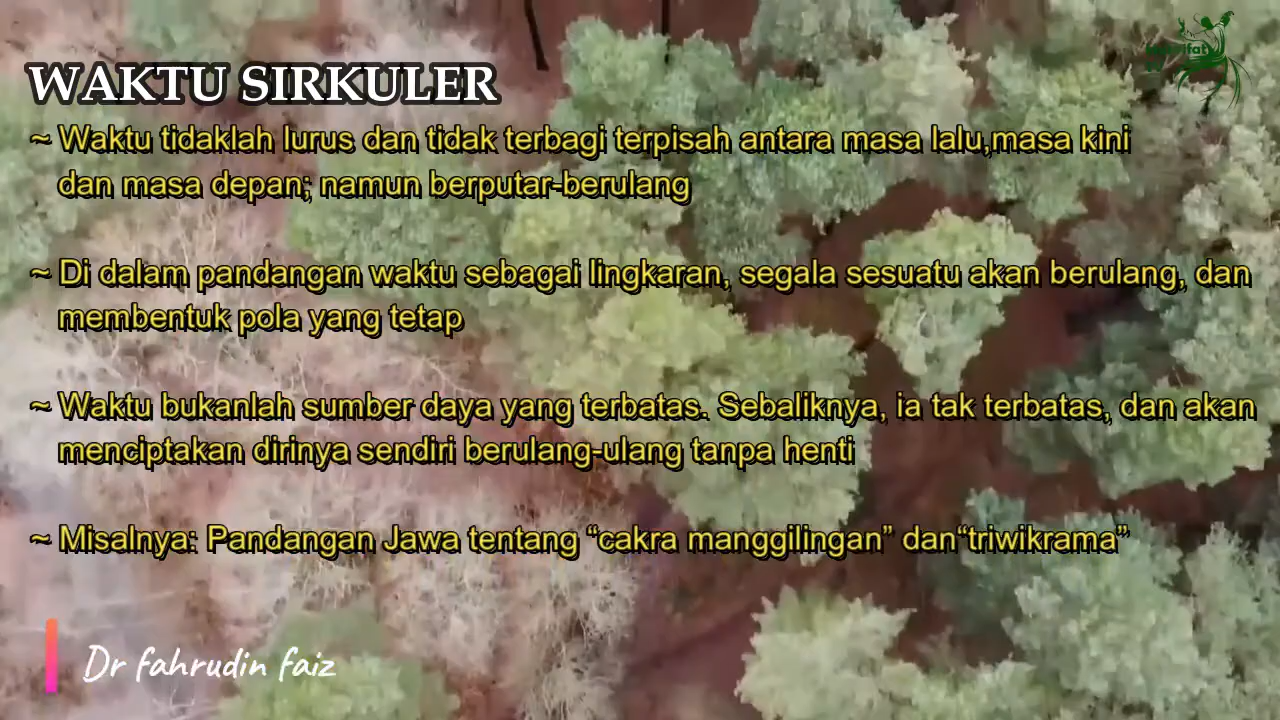 WAKTU SIRKULER
~ Waktu tidaklah lurus dan tidak terbagi terpisah antara masa lalu,masa kini
dan masa depan; namun berputar-berulang
~ Di dalam pandangan waktu sebagai lingkaran, segala sesuatu akan berulang, dan
membentuk pola yang tetap
~ Waktu bukanlah sumber daya yang terbatas. Sebaliknya, ia tak terbatas, dan akan
menciptakan dirinya sendiri berulang-ulang tanpa henti
~ Misalnya: Pandangan Jawa tentang “cakra manggilingan” dan“triwikrama”
Dr fahrudin faiz